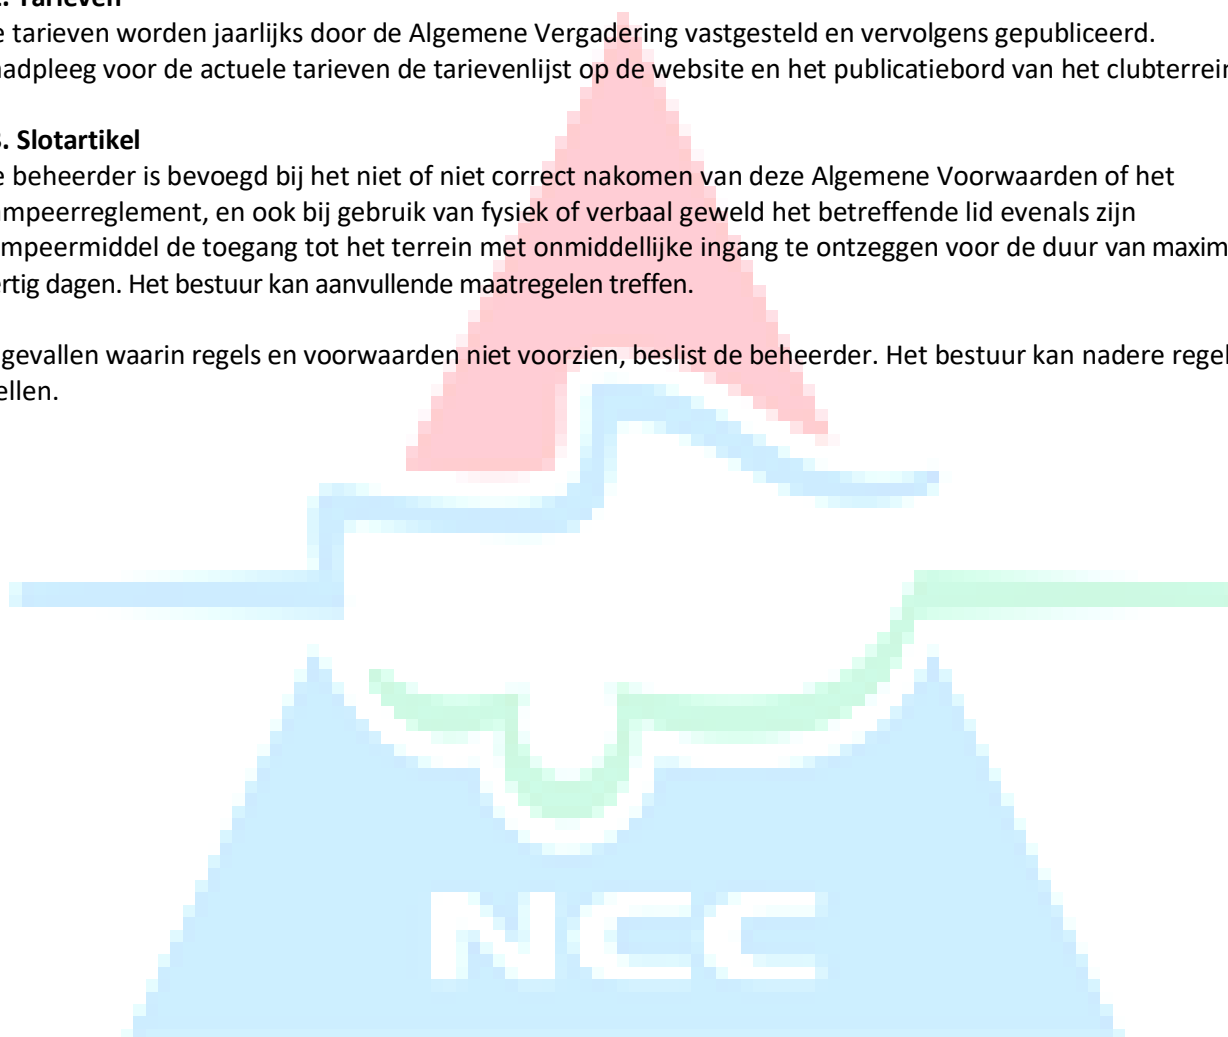 . Tarieven
e tarieven worden jaarlijks door de Algemene Vergadering vastgesteld en vervolgens gepubliceerd.
adpleeg voor de actuele tarieven de tarievenlijst op de website en het publicatiebord van het clubterrein
. Slotartikel
e beheerder is bevoegd bij het niet of niet correct nakomen van deze Algemene Voorwaarden of het
mpeerreglement, en ook bij gebruik van fysiek of verbaal geweld het betreffende lid evenals zijn
mpeermiddel de toegang tot het terrein met onmiddellijke ingang te ontzeggen voor de duur van maxim
rtig dagen. Het bestuur kan aanvullende maatregelen treffen.
gevallen waarin regels en voorwaarden niet voorzien, beslist de beheerder. Het bestuur kan nadere regel
ellen.
NCC